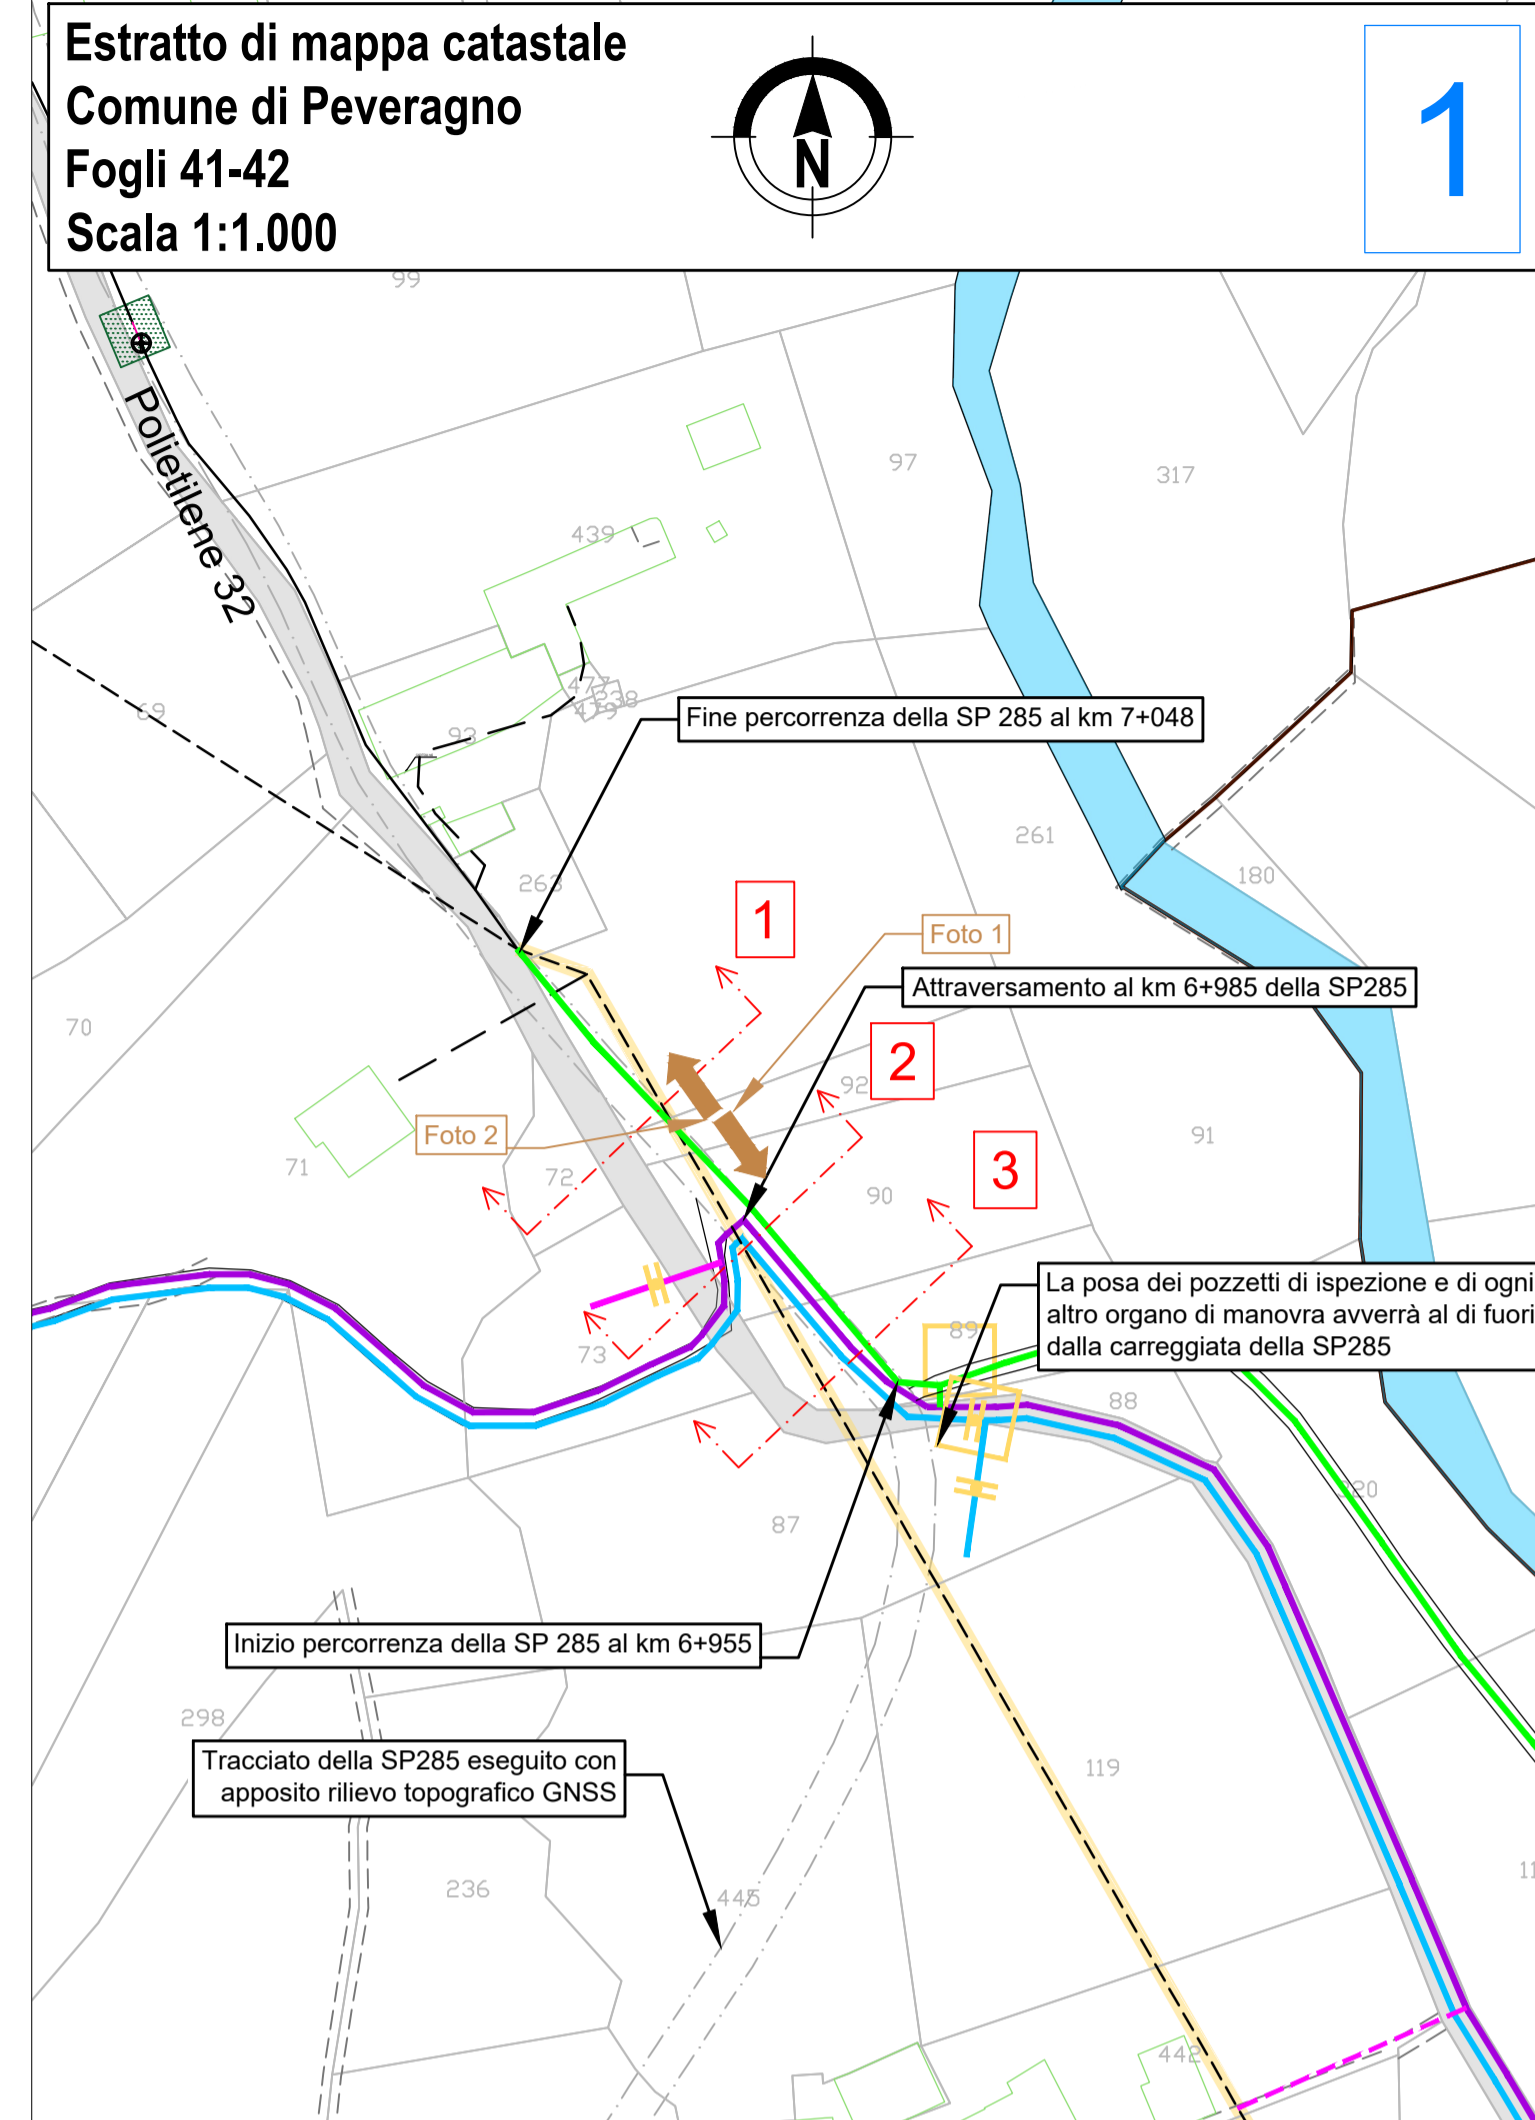 Estratto di mappa catastale
Comune di Peveragno
Fogli 41-42
Scala 1:1.000
N
1
99
Polietilene 32
97
317
439
477
238
479
69
93
Fine percorrenza della SP 285 al km 7+048
261
180
263
1
Foto 1
Attraversamento al km 6+985 della SP285
70
2
92
Foto 2
91
3
71
72
90
La posa dei pozzetti di ispezione e di ogni
altro organo di manovra avverrà al di fuori
dalla carreggiata della SP285
89
73
88
87
Inizio percorrenza della SP 285 al km 6+955
298
Tracciato della SP285 eseguito con
apposito rilievo topografico GNSS
119
236
445
442